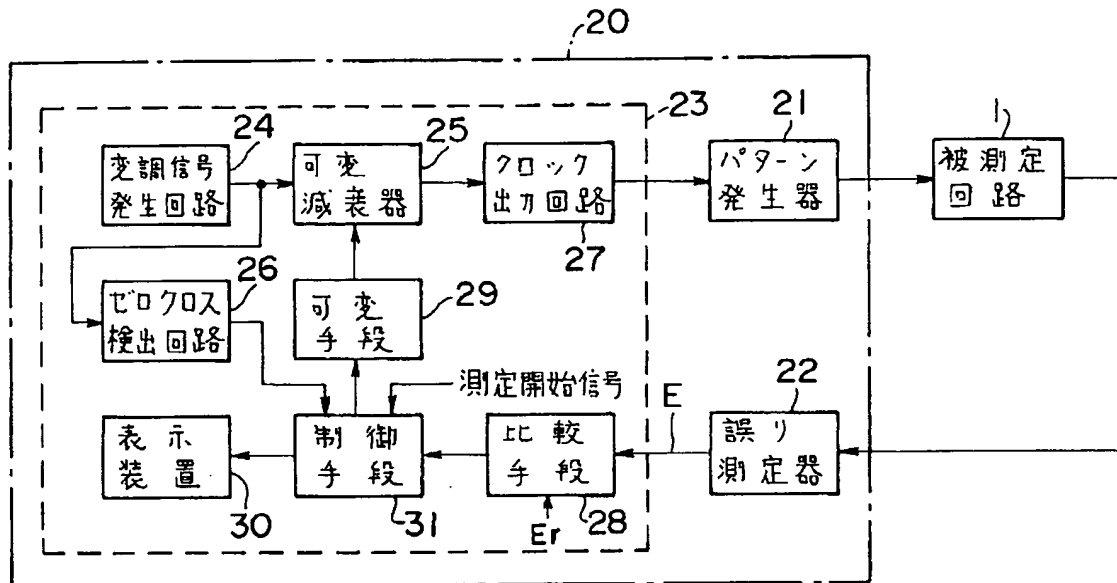 20
23
24
変調信号
発生回路
25
可変
減衰器
クロック
出力回路
27
21
パターン
発生器
1
被測定
回路
26
ゼロクロス
検出回路
29
可変
手段
測定開始信号
表示
装置
30
制御
手段
31
比較
手段
28
Er
E
22
誤り
測定器